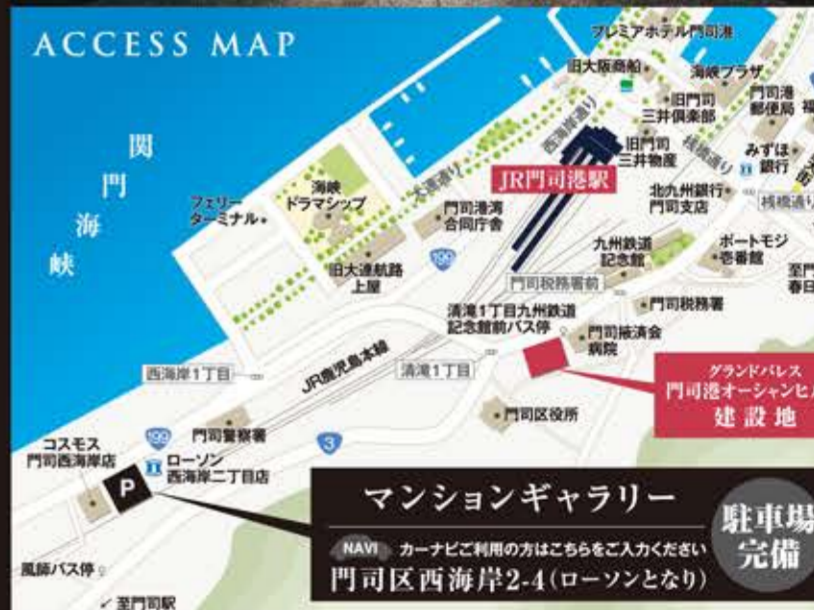 ACCESS MAP
関門海峡
プレミアホテル門司港
旧大阪商船
海峡プラザ
西海岸通り
旧門司
三井倶楽部
門司港
郵便局
旧門司
三井物産
桟橋通り
みずほ
銀行
JR門司港駅
大連通り
海峡
ドラマシップ
フェリー
ターミナル
門司港湾
合同庁舎
北九州銀行
門司支店
桟橋通り
九州鉄道
記念館
ポートモジ
壱番館
旧大連航路
上屋
199
門司税務署前
至門
春日
門司税務署
清滝1丁目九州鉄道
記念館前バス停
門司掖済会
病院
西海岸1丁目
JR鹿児島本線
清滝1丁目
グランドパレス
門司港オーシャンヒル
建設地
門司区役所
199
門司警察署
3
コスモス
門司西海岸店
ローソン
西海岸二丁目店
P
マンションギャラリー
NAVI カーナビご利用の方はこちらをご入力ください
門司区西海岸2-4(ローソンとなり)
駐車場
完備
風師バス停
至門司駅